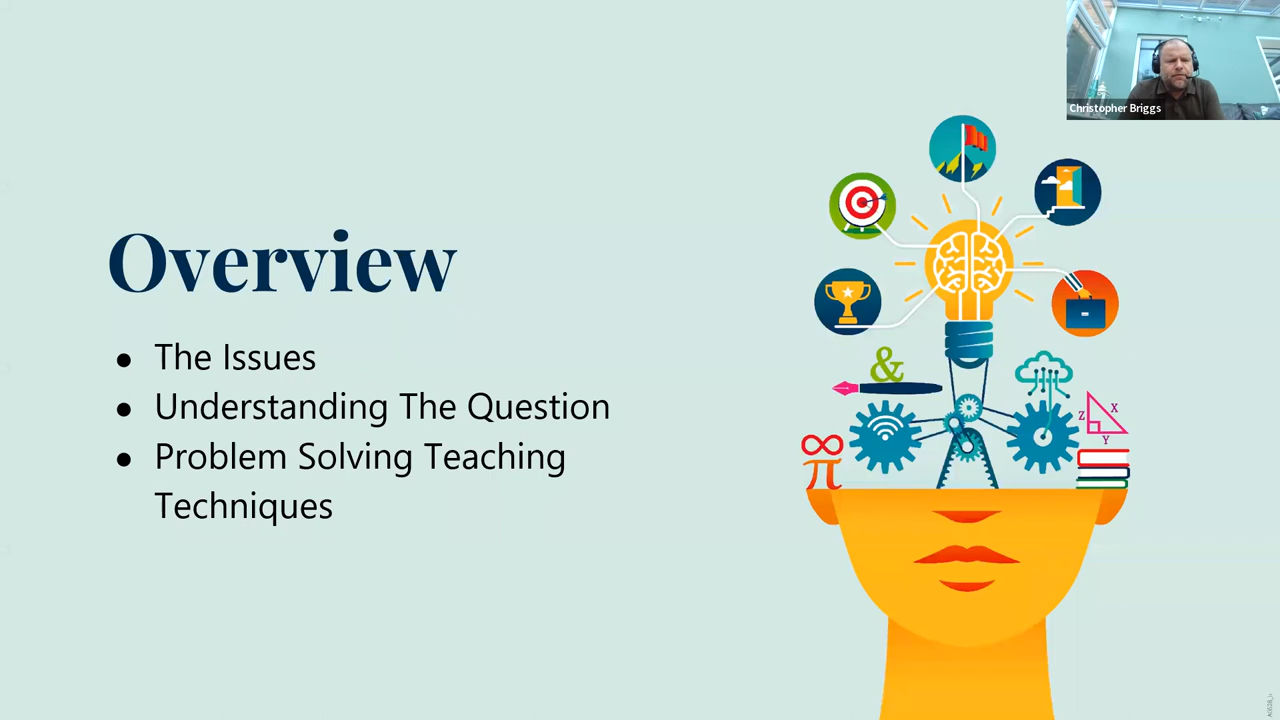 Christopher Briggs
Overview
● The Issues
● Understanding The Question
● Problem Solving Teaching
Techniques
&
∞
π
Z
X
Y